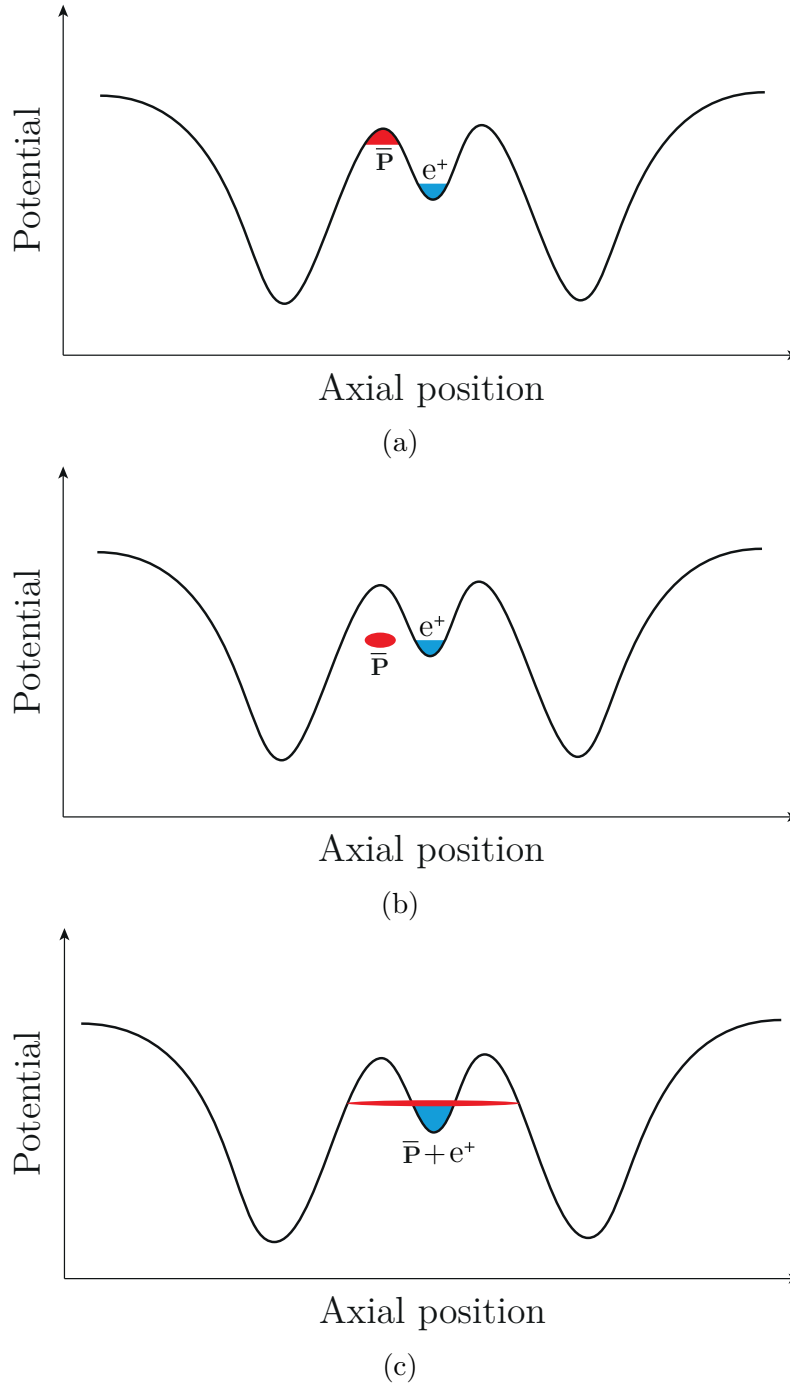 Potential
P̅
e⁺
Axial position
(a)
Potential
e⁺
P̅
Axial position
(b)
Potential
P̅ + e⁺
Axial position
(c)